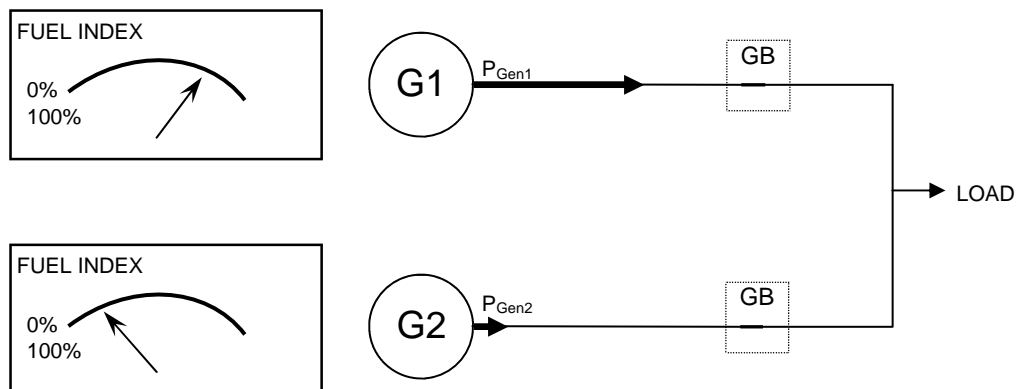 FUEL INDEX
0%
100%
G1
PGen1
GB
LOAD
FUEL INDEX
0%
100%
G2
PGen2
GB